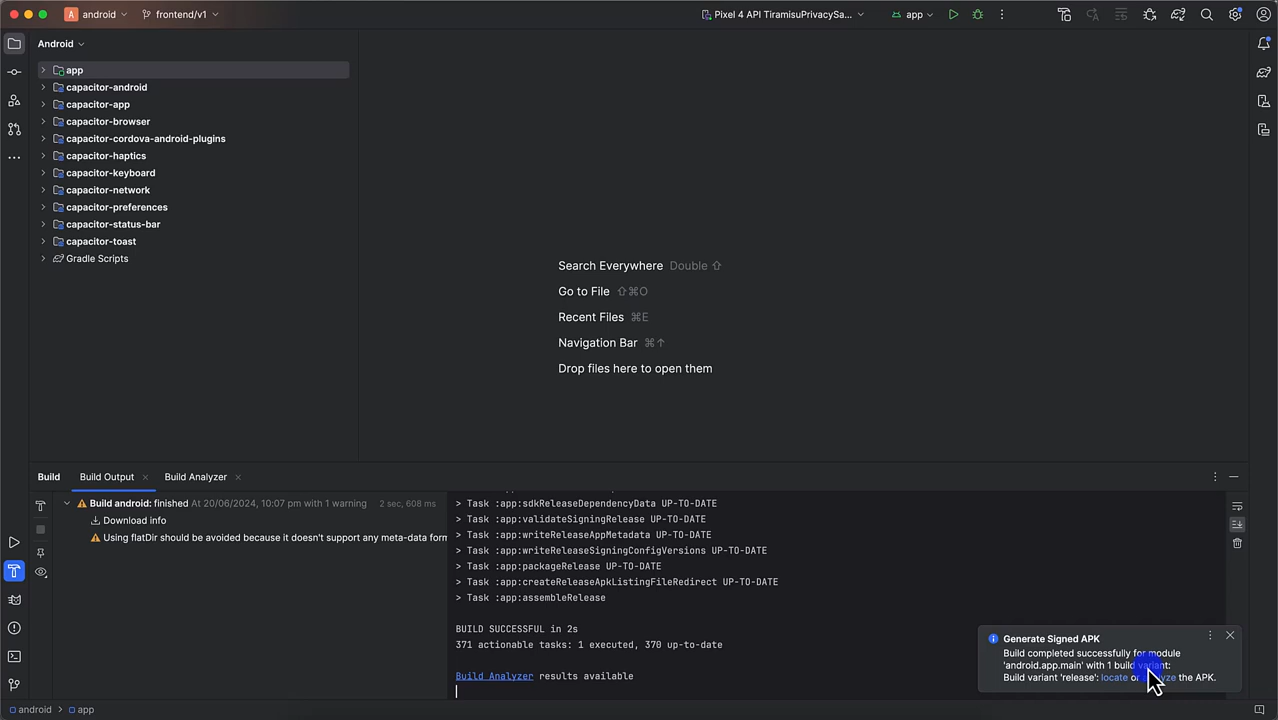 A android frontend/v1 Pixel 4 API TiramisuPrivacySa... app
Android
app
capacitor-android
capacitor-app
capacitor-browser
capacitor-cordova-android-plugins
capacitor-haptics
capacitor-keyboard
capacitor-network
capacitor-preferences
capacitor-status-bar
capacitor-toast
Gradle Scripts
Search Everywhere Double ⇧
Go to File ⇧⌘O
Recent Files ⌘E
Navigation Bar ⌘↑
Drop files here to open them
Build Build Output Build Analyzer
Build android: finished At 20/06/2024, 10:07 pm with 1 warning 2 sec, 608 ms
Download info
Using flatDir should be avoided because it doesn't support any meta-data form
> Task :app:sdkReleaseDependencyData UP-TO-DATE
> Task :app:validateSigningRelease UP-TO-DATE
> Task :app:writeReleaseAppMetadata UP-TO-DATE
> Task :app:writeReleaseSigningConfigVersions UP-TO-DATE
> Task :app:packageRelease UP-TO-DATE
> Task :app:createReleaseApkListingFileRedirect UP-TO-DATE
> Task :app:assembleRelease
BUILD SUCCESSFUL in 2s
371 actionable tasks: 1 executed, 370 up-to-date
Build Analyzer results available
Generate Signed APK
Build completed successfully for module
'android.app.main' with 1 build variant:
Build variant 'release': locate or analyze the APK.
android > app